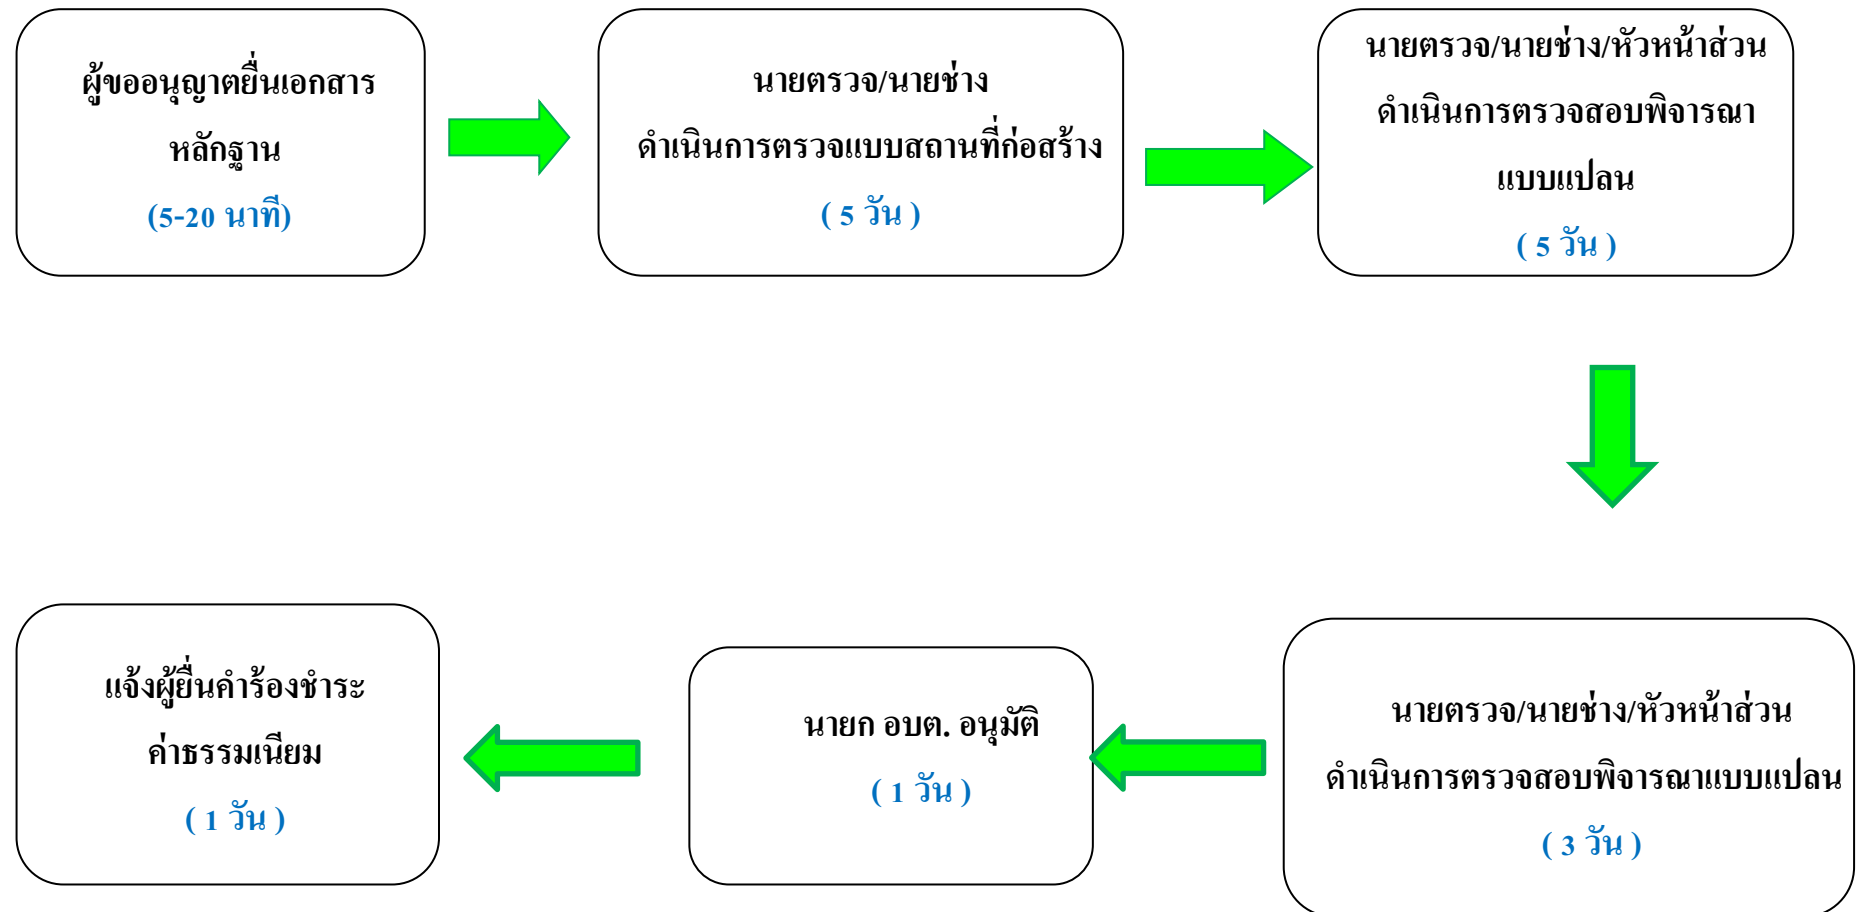 ผู้ขออนุญาตยื่นเอกสาร
หลักฐาน
(5-20 นาที)
นายตรวจ/นายช่าง
ดำเนินการตรวจแบบสถานที่ก่อสร้าง
( 5 วัน )
นายตรวจ/นายช่าง/หัวหน้าส่วน
ดำเนินการตรวจสอบพิจารณา
แบบแปลน
( 5 วัน )
นายตรวจ/นายช่าง/หัวหน้าส่วน
ดำเนินการตรวจสอบพิจารณาแบบแปลน
( 3 วัน )
นายก อบต. อนุมัติ
( 1 วัน )
แจ้งผู้ยื่นคำร้องชำระ
ค่าธรรมเนียม
( 1 วัน )